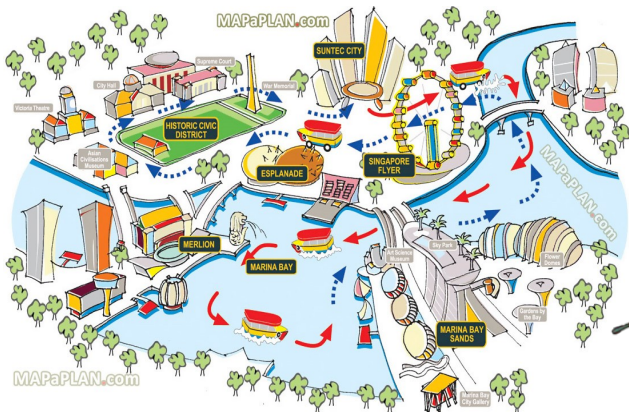 MAPaPLAN.com
SUNTEC CITY
Supreme Court
City Hall
War Memorial
Victoria Theatre
HISTORIC CIVIC
DISTRICT
Asian
Civilisations
Museum
ESPLANADE
SINGAPORE
FLYER
MAPaPLAN.com
MERLION
MARINA BAY
Bay Park
Art Science
Museum
Flower
Domes
Gardens by
the Bay
MARINA BAY
SANDS
MAPaPLAN.com
Marina Bay
City Gallery